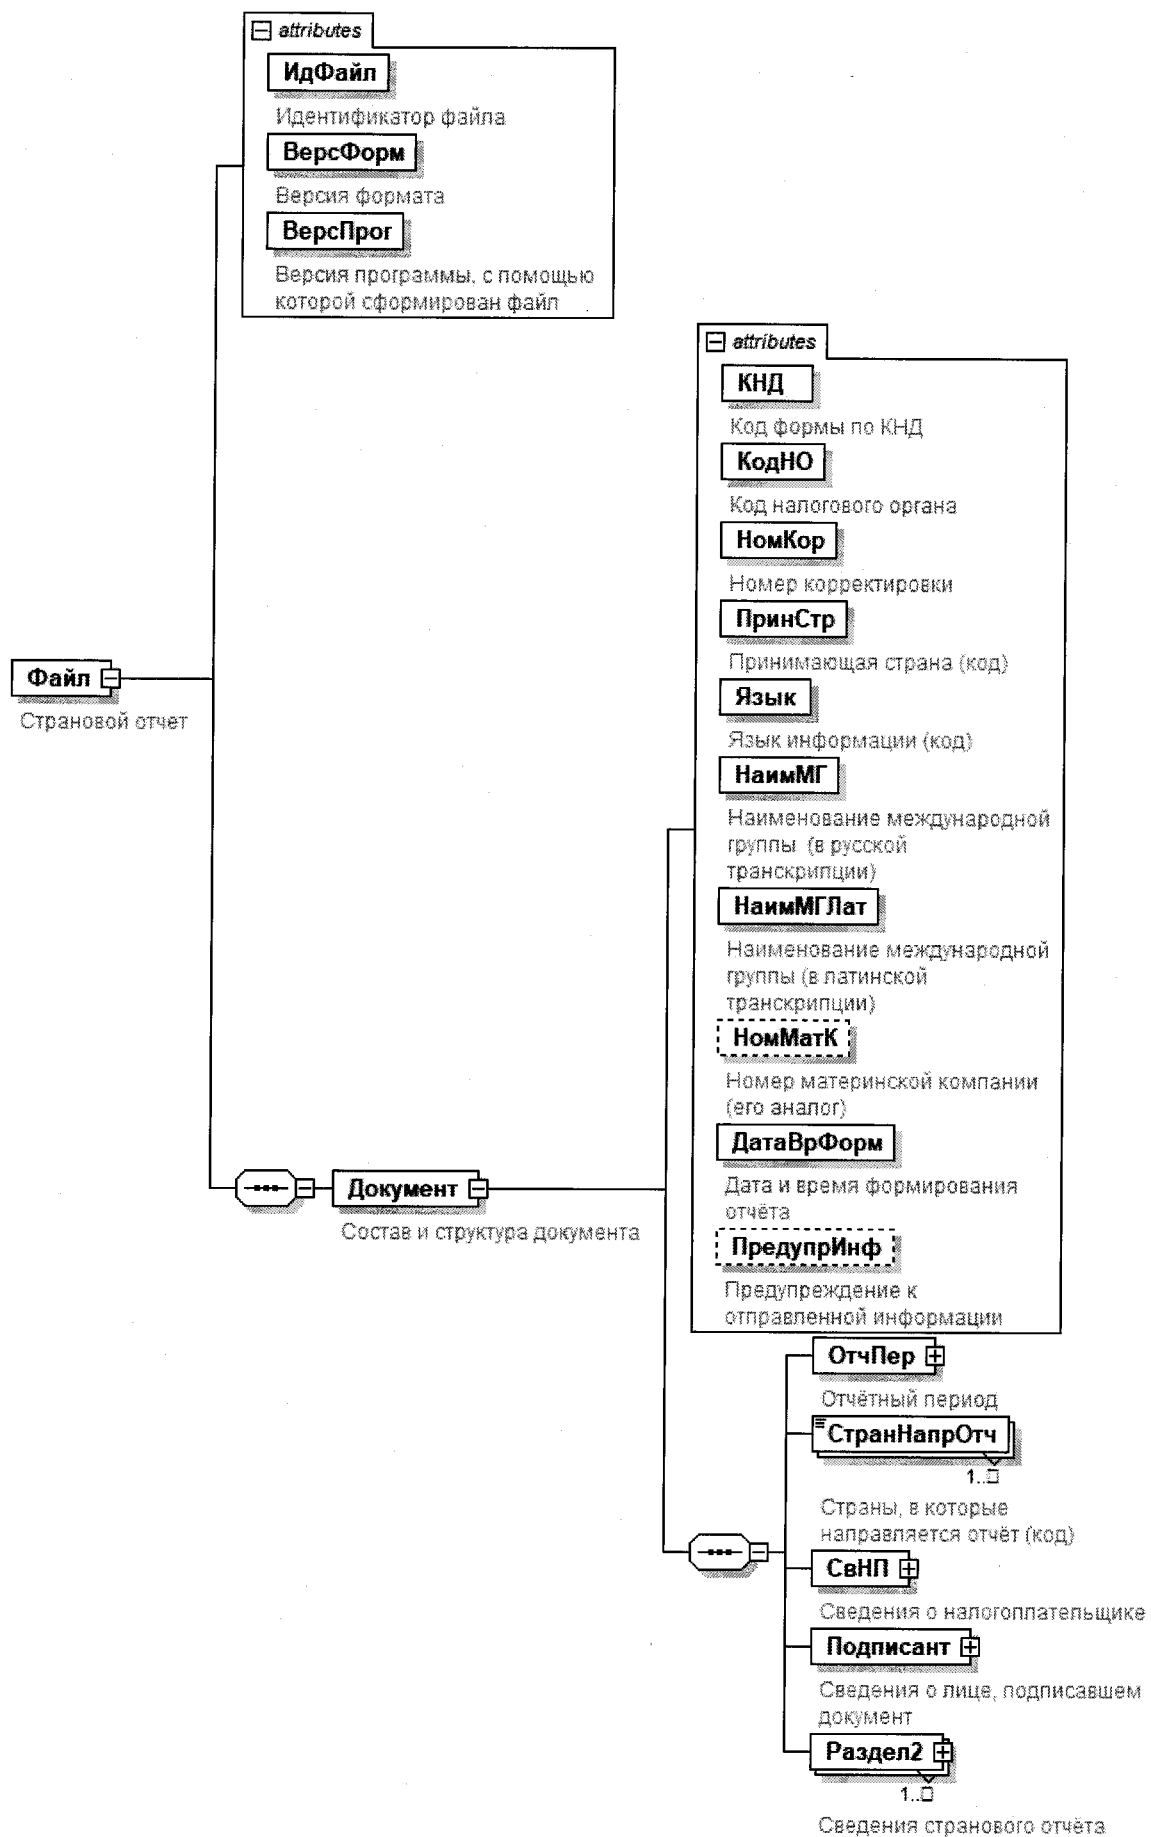 attributes
ИдФайл
Идентификатор файла
ВерсФорм
Версия формата
ВерсПрог
Версия программы, с помощью
которой сформирован файл
attributes
КНД
Код формы по КНД
КодНО
Код налогового органа
НомКор
Номер корректировки
ПринСтр
Принимающая страна (код)
Язык
Язык информации (код)
НаимМГ
Наименование международной
группы (в русской
транскрипции)
НаимМГЛат
Наименование международной
группы (в латинской
транскрипции)
НомМатК
Номер материнской компании
(его аналог)
ДатаВрФорм
Дата и время формирования
отчёта
ПредупрИнф
Предупреждение к
отправленной информации
Файл
Страновой отчет
Документ
Состав и структура документа
ОтчПер
Отчётный период
СтранНапрОтч
1..□
Страны, в которые
направляется отчёт (код)
СвНП
Сведения о налогоплательщике
Подписант
Сведения о лице, подписавшем
документ
Раздел2
1..□
Сведения странового отчёта